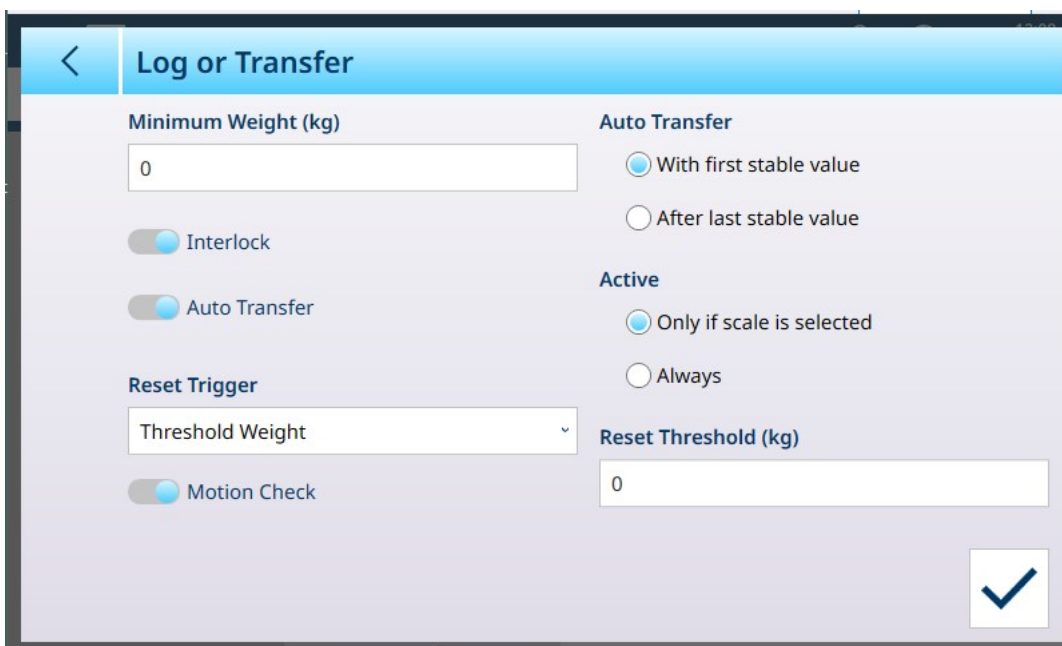 Log or Transfer
Minimum Weight (kg)
0
Interlock
Auto Transfer
Reset Trigger
Threshold Weight
Motion Check
Auto Transfer
With first stable value
After last stable value
Active
Only if scale is selected
Always
Reset Threshold (kg)
0